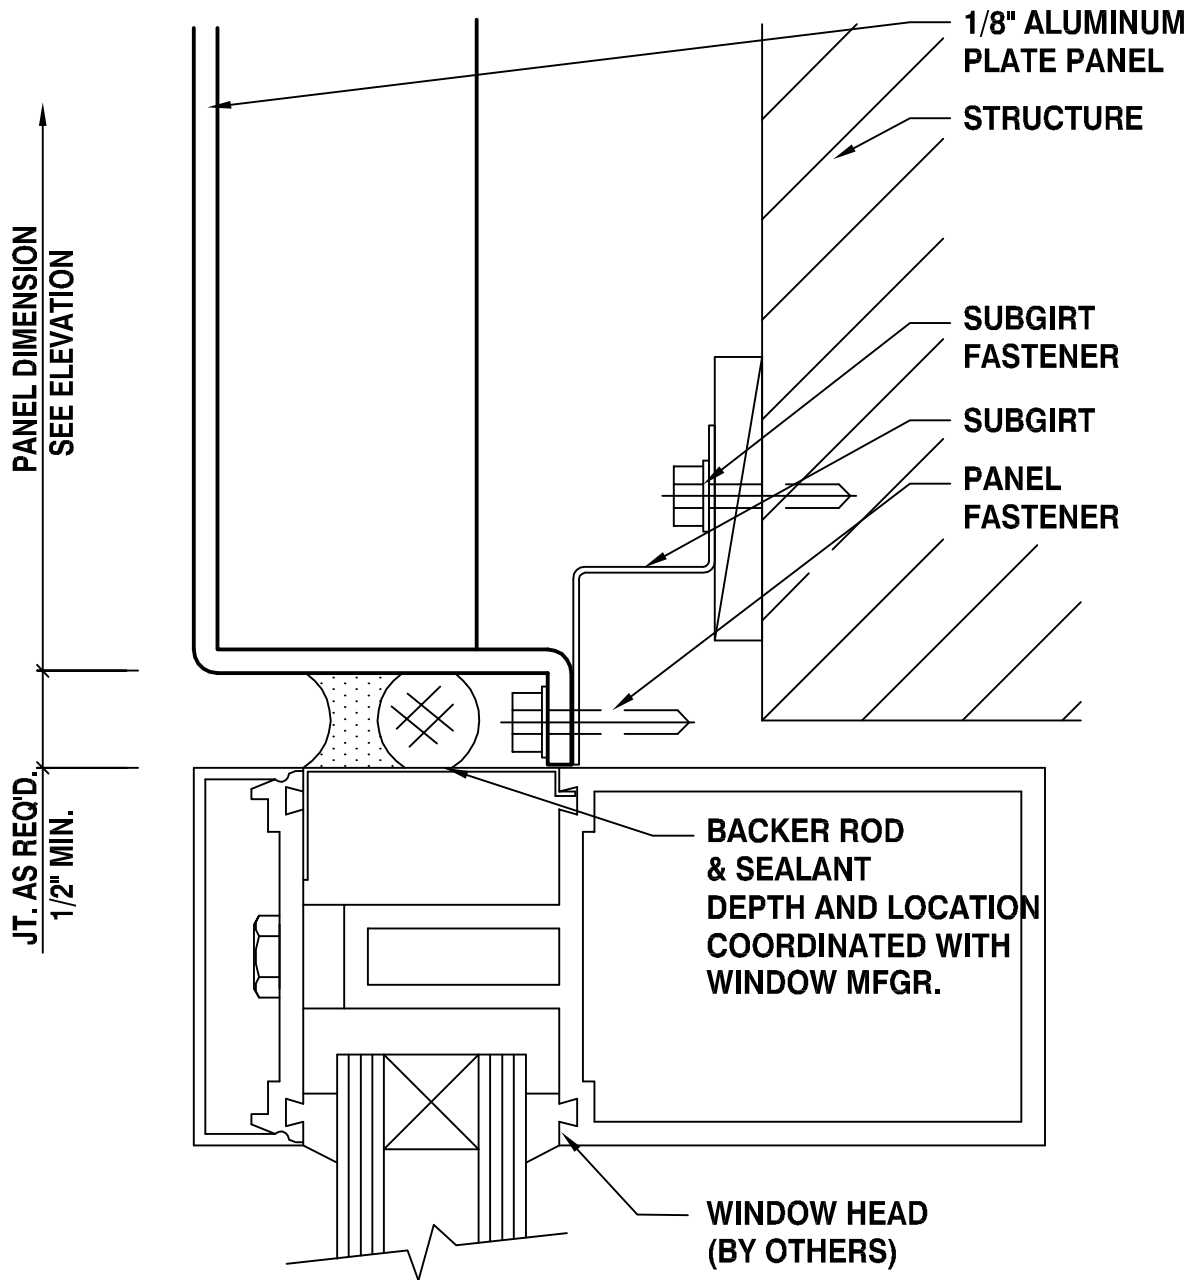 1/8" ALUMINUM
PLATE PANEL
STRUCTURE
PANEL DIMENSION
SEE ELEVATION
SUBGIRT
FASTENER
SUBGIRT
PANEL
FASTENER
JT. AS REQ'D.
1/2" MIN.
BACKER ROD
& SEALANT
DEPTH AND LOCATION
COORDINATED WITH
WINDOW MFGR.
WINDOW HEAD
(BY OTHERS)